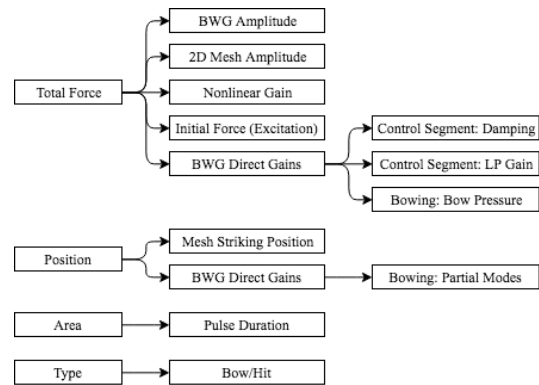 BWG Amplitude
2D Mesh Amplitude
Total Force
Nonlinear Gain
Initial Force (Excitation)
Control Segment: Damping
BWG Direct Gains
Control Segment: LP Gain
Bowing: Bow Pressure
Mesh Striking Position
Position
BWG Direct Gains
Bowing: Partial Modes
Area
Pulse Duration
Type
Bow/Hit